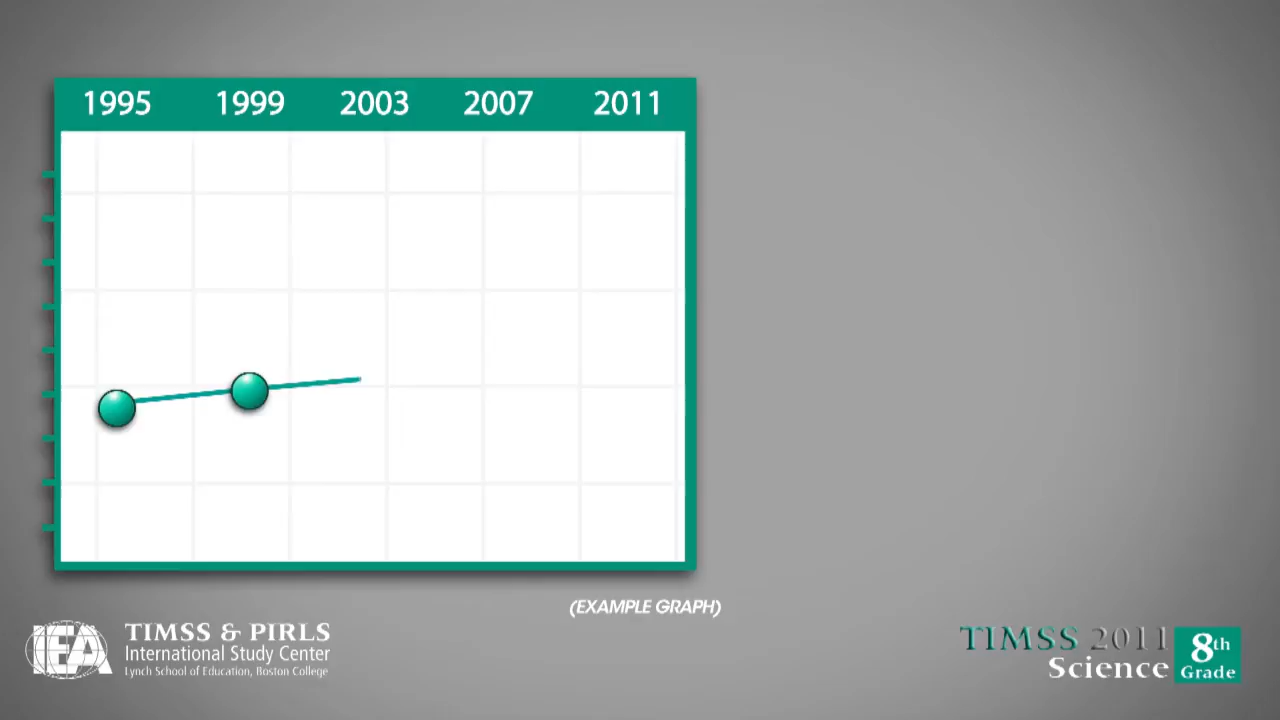 1995 1999 2003 2007 2011
(EXAMPLE GRAPH)
IEA
TIMSS & PIRLS
International Study Center
Lynch School of Education, Boston College
TIMSS 2011
Science
8th
Grade